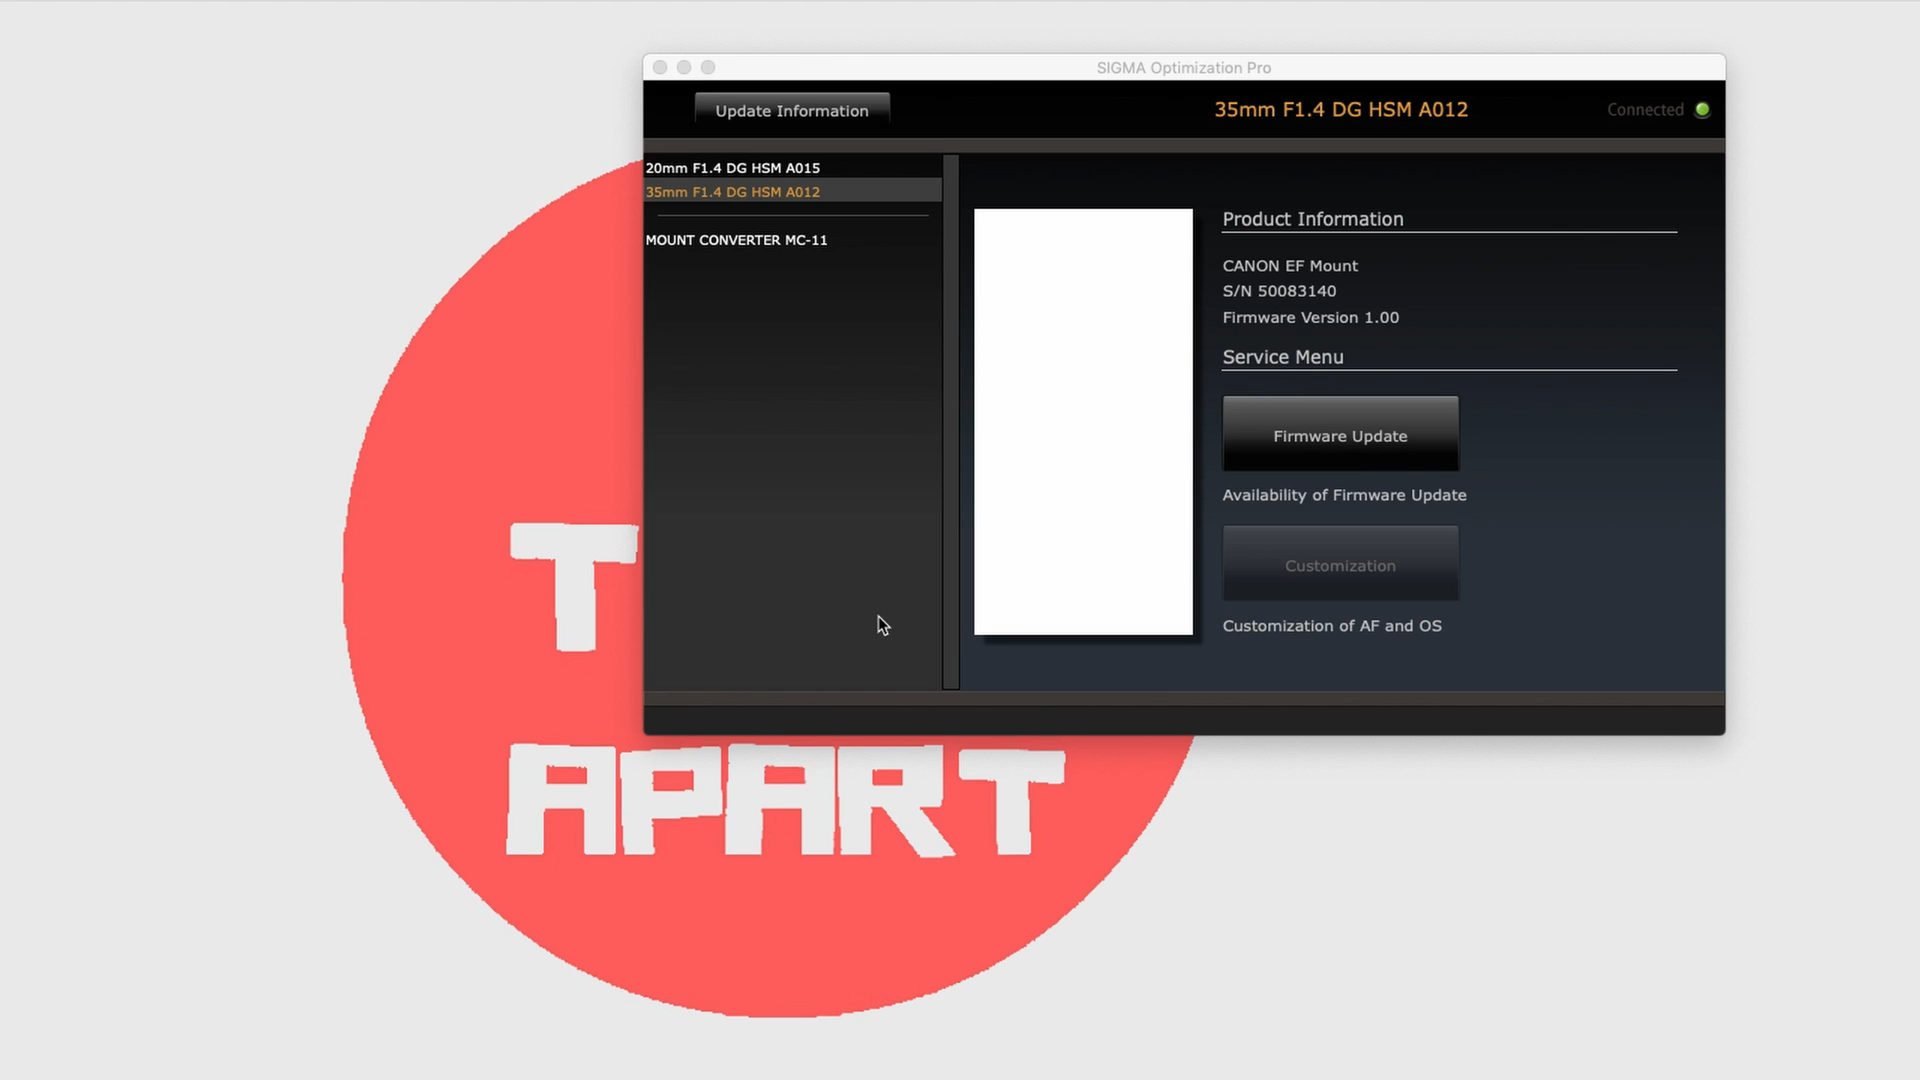 SIGMA Optimization Pro
Update Information
35mm F1.4 DG HSM A012
Connected
20mm F1.4 DG HSM A015
35mm F1.4 DG HSM A012
MOUNT CONVERTER MC-11
Product Information
CANON EF Mount
S/N 50083140
Firmware Version 1.00
Service Menu
Firmware Update
Availability of Firmware Update
Customization
Customization of AF and OS
T
APART